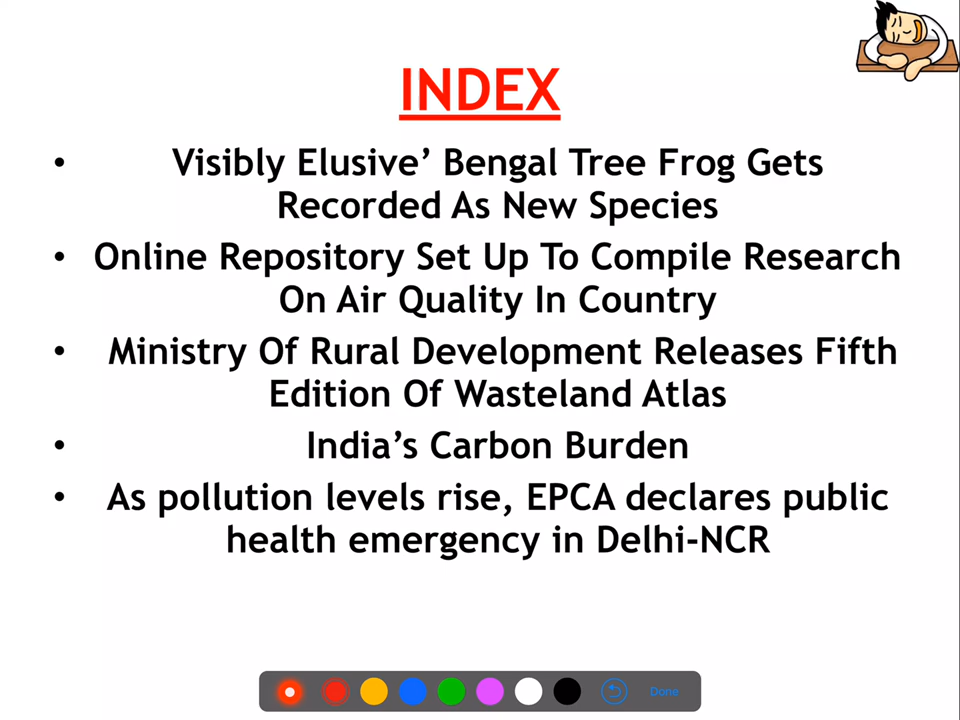 INDEX
• Visibly Elusive’ Bengal Tree Frog Gets
Recorded As New Species
• Online Repository Set Up To Compile Research
On Air Quality In Country
• Ministry Of Rural Development Releases Fifth
Edition Of Wasteland Atlas
• India’s Carbon Burden
• As pollution levels rise, EPCA declares public
health emergency in Delhi-NCR
Done